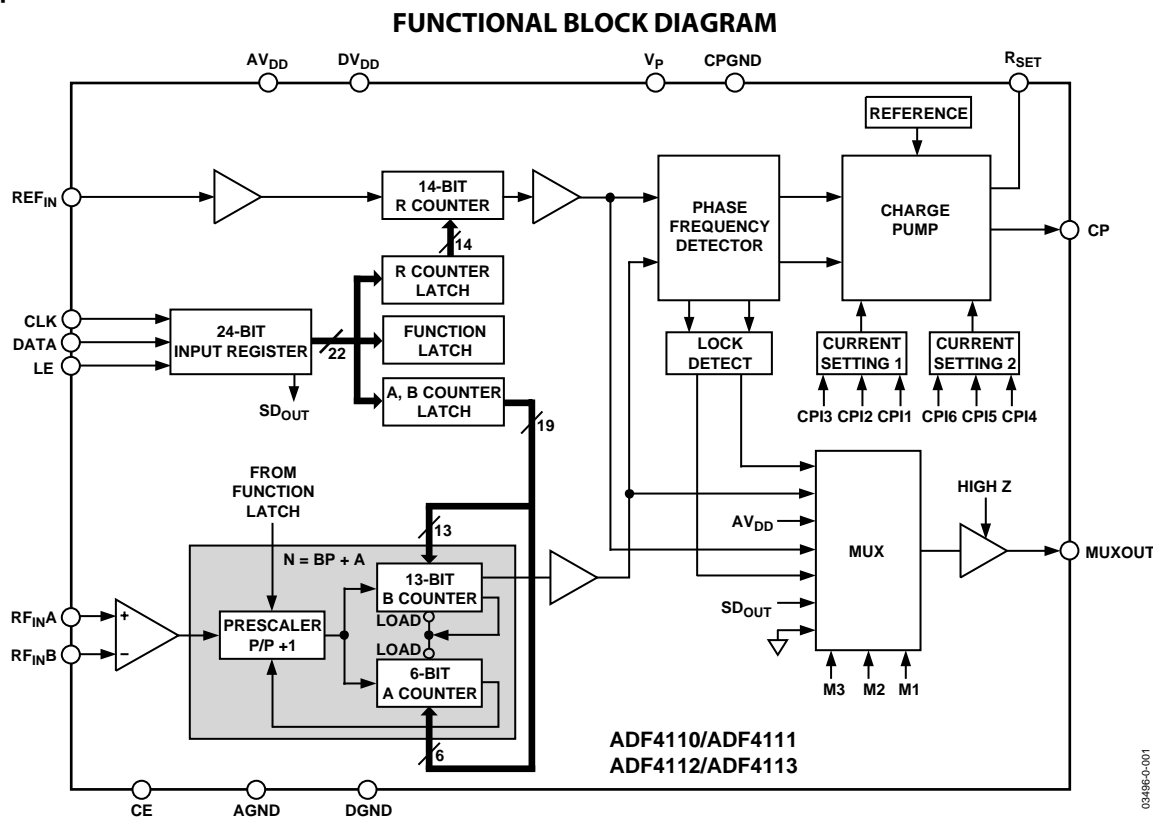 FUNCTIONAL BLOCK DIAGRAM
AVDD
DVDD
VP
CPGND
RSET
REFERENCE
REFIN
14-BIT
R COUNTER
14
PHASE
FREQUENCY
DETECTOR
CHARGE
PUMP
CP
R COUNTER
LATCH
CLK
DATA
LE
24-BIT
INPUT REGISTER
22
FUNCTION
LATCH
LOCK
DETECT
CURRENT
SETTING 1
CURRENT
SETTING 2
SDOUT
A, B COUNTER
LATCH
19
CPI3 CPI2 CPI1
CPI6 CPI5 CPI4
FROM
FUNCTION
LATCH
HIGH Z
13
AVDD
MUX
MUXOUT
N = BP + A
13-BIT
B COUNTER
RFINA
RFINB
+
–
PRESCALER
P/P +1
LOAD
LOAD
SDOUT
6-BIT
A COUNTER
M3 M2 M1
6
ADF4110/ADF4111
ADF4112/ADF4113
CE
AGND
DGND
03496-0-001